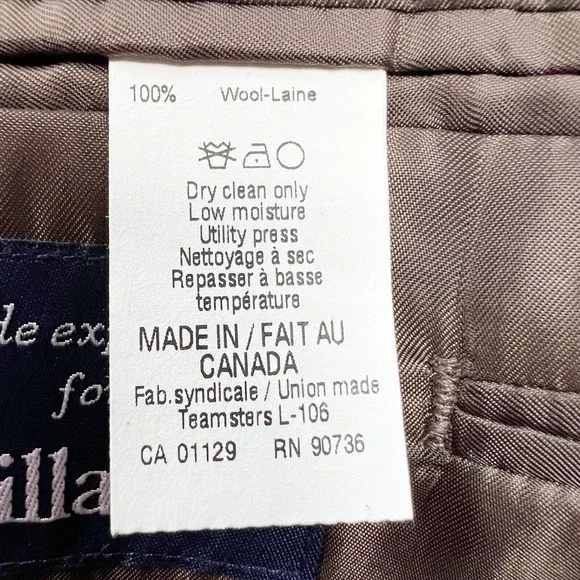 100% Wool-Laine
Dry clean only
Low moisture
Utility press
Nettoyage à sec
Repasser à basse
température
MADE IN / FAIT AU
CANADA
Fab.syndicale / Union made
Teamsters L-106
CA 01129 RN 90736